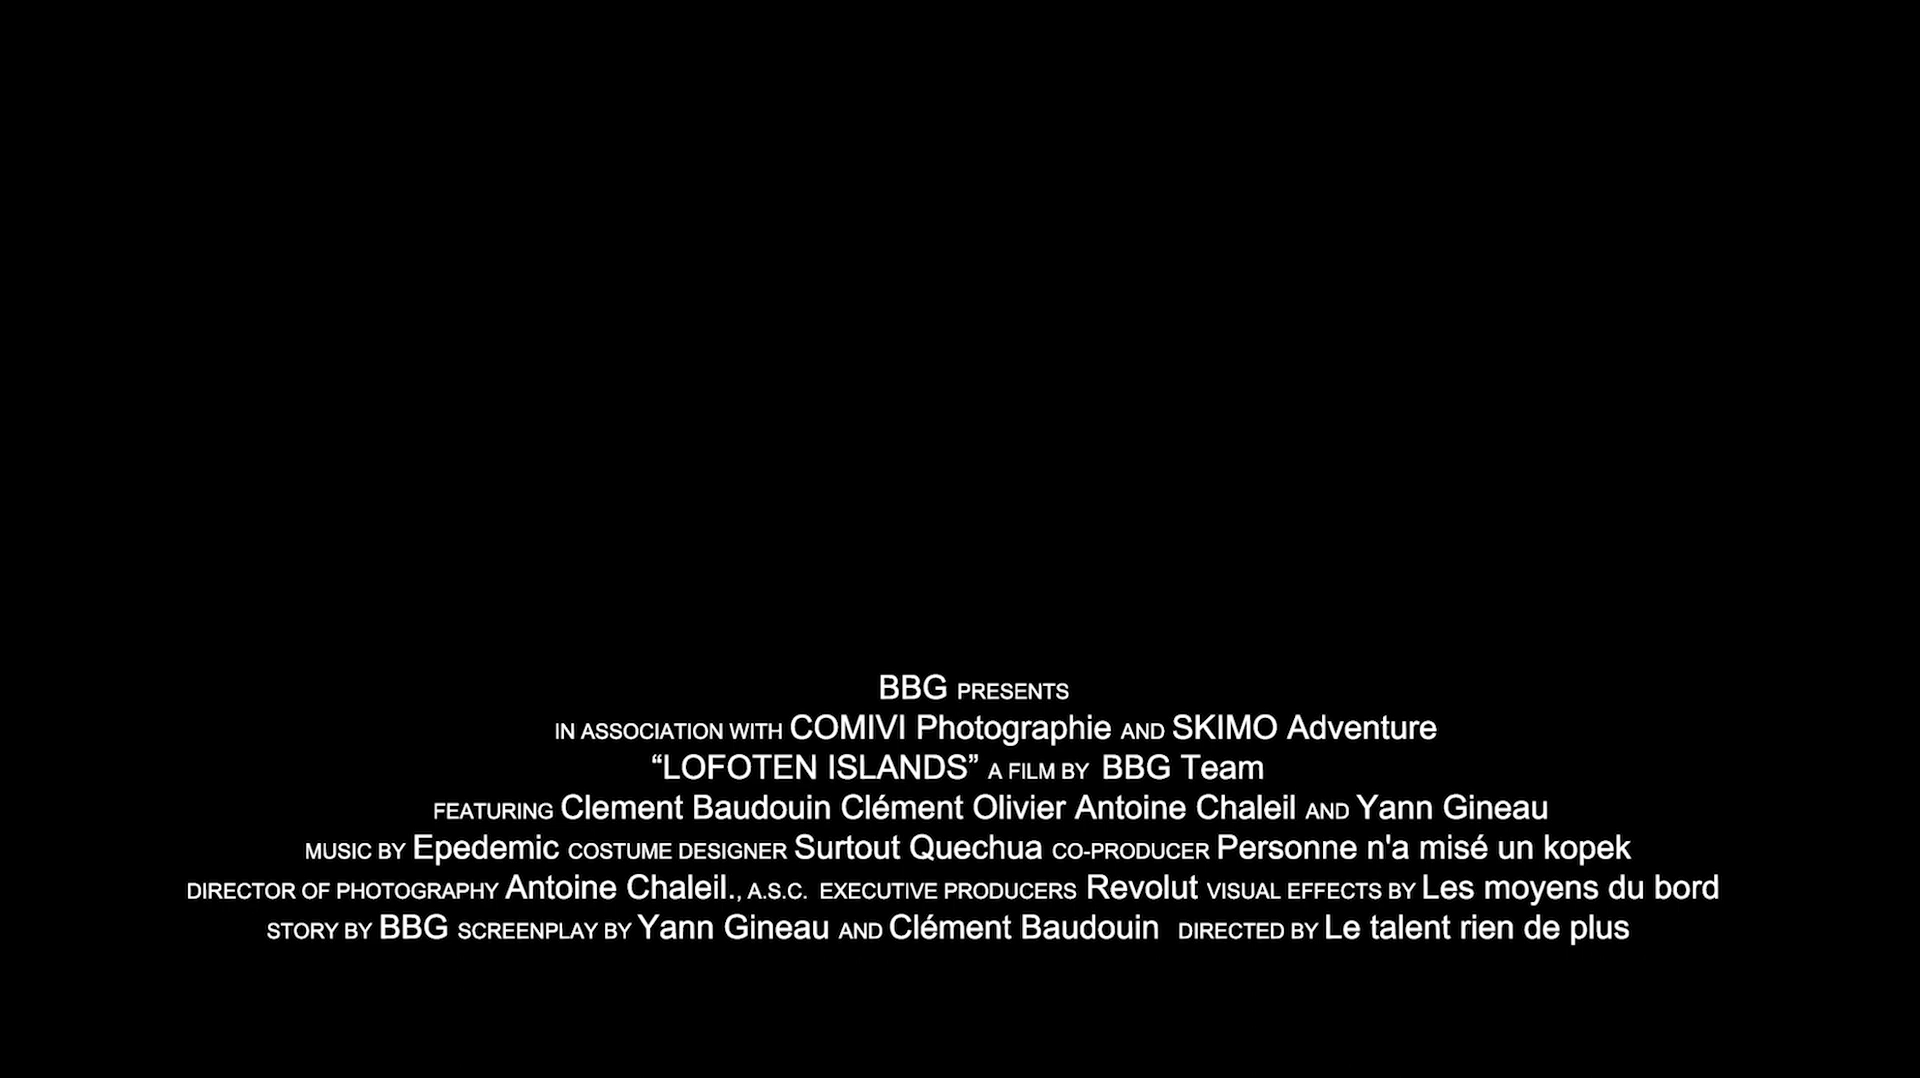 BBG PRESENTS
IN ASSOCIATION WITH COMIVI Photographie AND SKIMO Adventure
“LOFOTEN ISLANDS” A FILM BY BBG Team
FEATURING Clement Baudouin Clément Olivier Antoine Chaleil AND Yann Gineau
MUSIC BY Epedemic COSTUME DESIGNER Surtout Quechua CO-PRODUCER Personne n'a misé un kopek
DIRECTOR OF PHOTOGRAPHY Antoine Chaleil., A.S.C. EXECUTIVE PRODUCERS Revolut VISUAL EFFECTS BY Les moyens du bord
STORY BY BBG SCREENPLAY BY Yann Gineau AND Clément Baudouin DIRECTED BY Le talent rien de plus